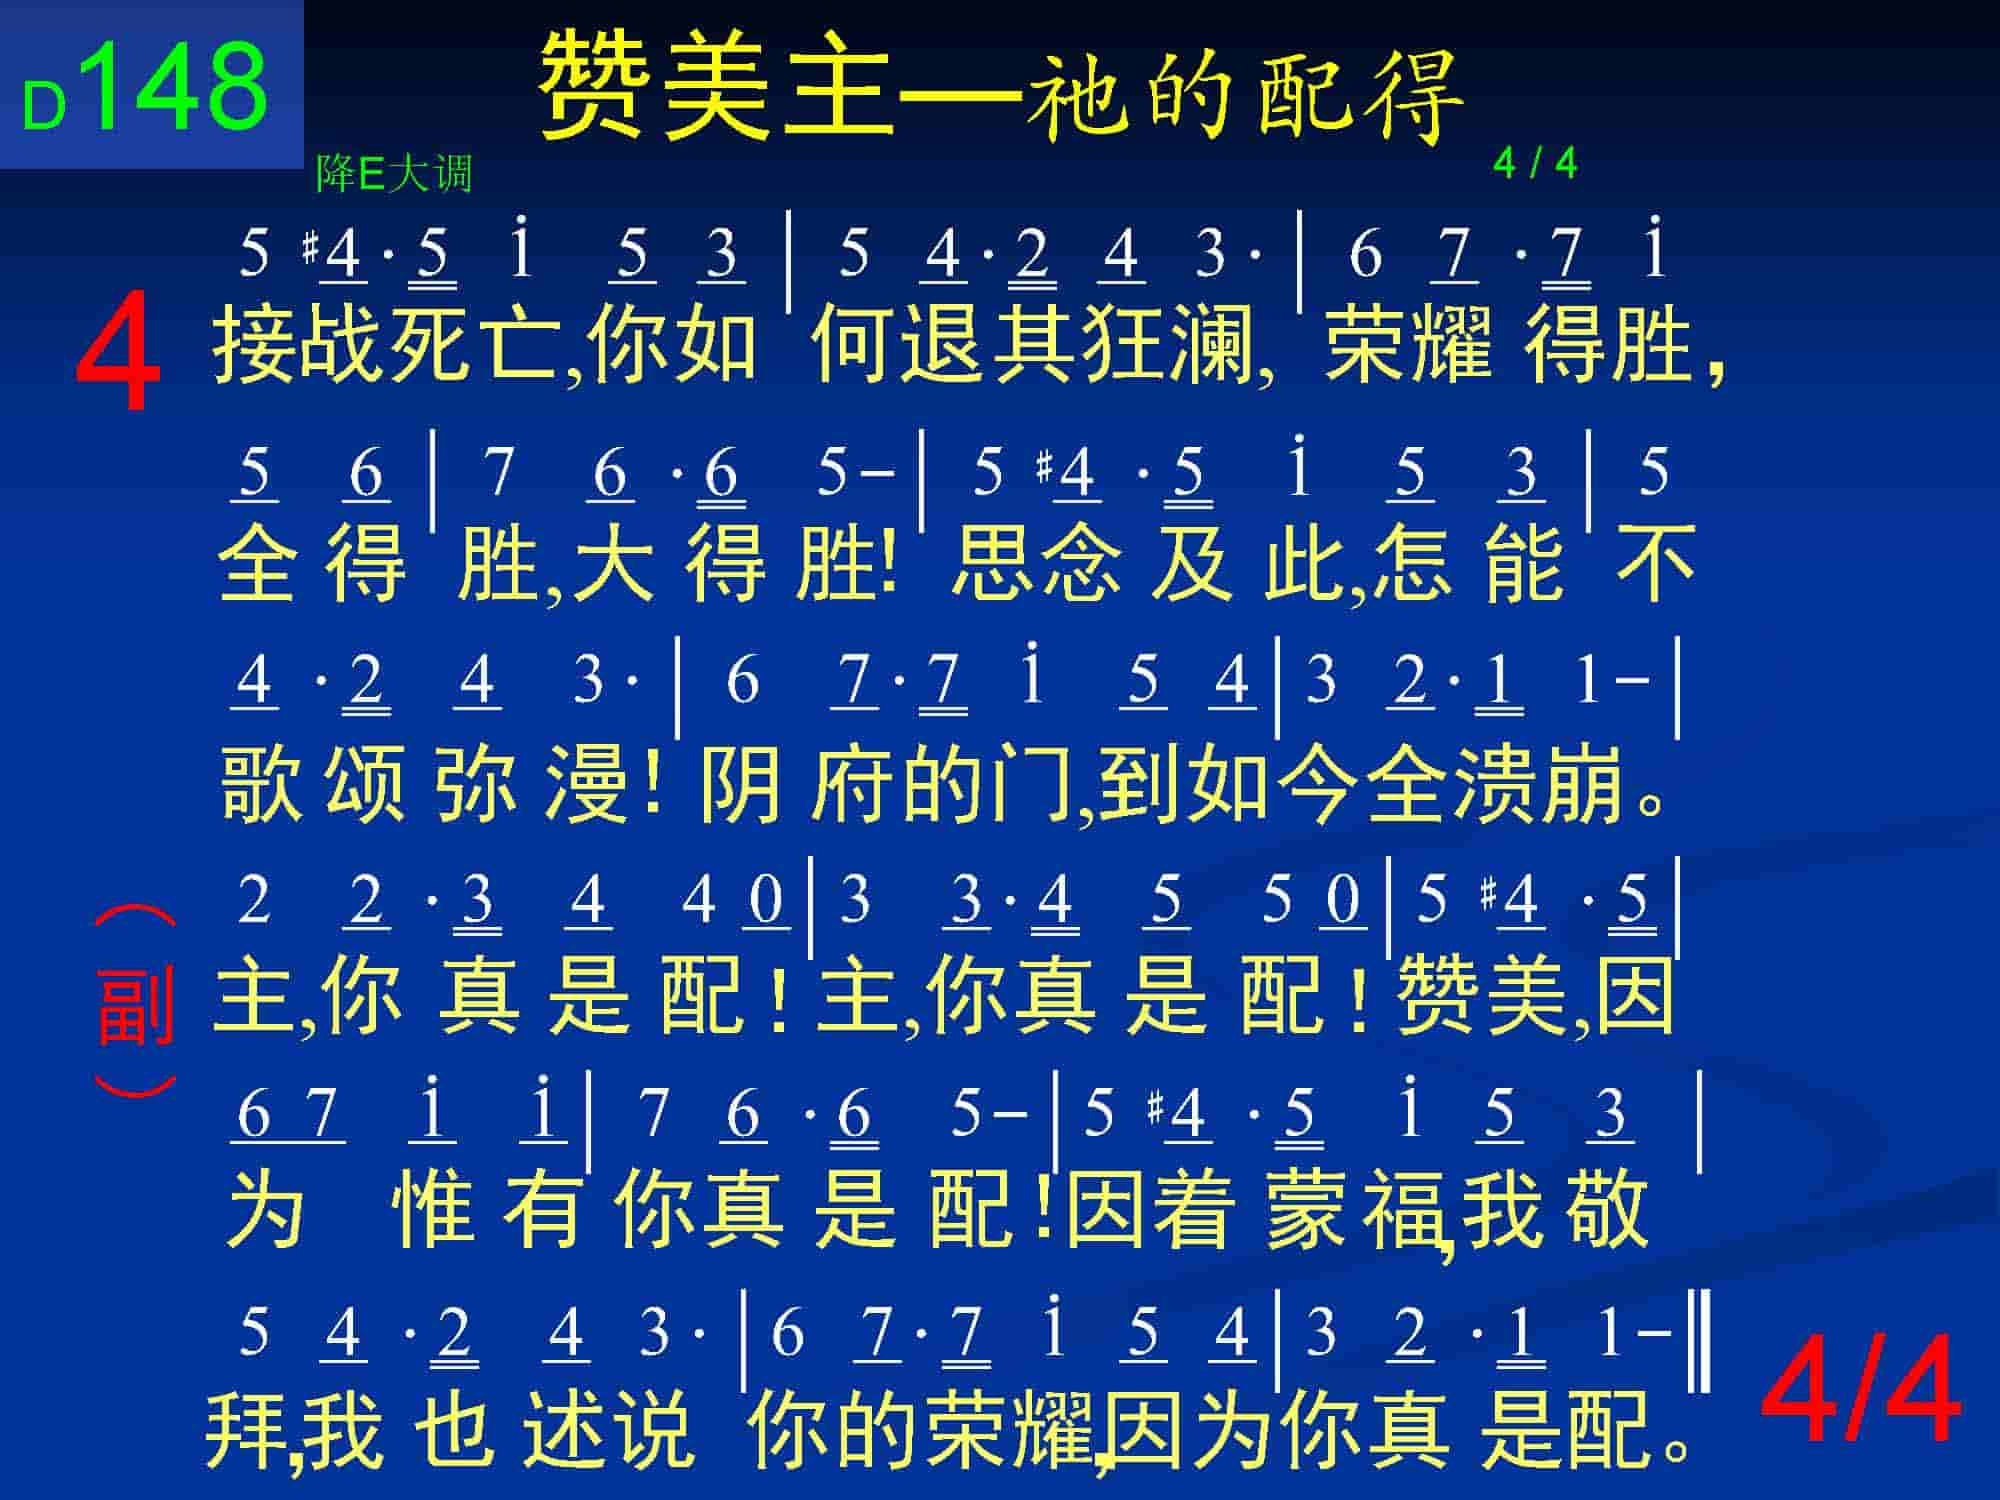 D148
赞美主—祂的配得
降E大调
4 / 4
5 #4 · 5 i 5 3 | 5 4 · 2 4 3 · | 6 7 · 7 i
4
接战死亡,你如 何退其狂澜, 荣耀 得胜,
5 6 | 7 6 · 6 5– | 5 #4 · 5 i 5 3 | 5
全 得 胜,大 得 胜! 思念 及 此,怎 能 不
4 · 2 4 3 · | 6 7 · 7 i 5 4 | 3 2 · 1 1– |
歌 颂 弥 漫! 阴 府的门,到如今全溃崩。
2 2 · 3 4 4 0 | 3 3 · 4 5 5 0 | 5 #4 · 5 |
（副）
主,你 真 是 配! 主,你真 是 配! 赞美,因
6 7 i i | 7 6 · 6 5– | 5 #4 · 5 i 5 3 |
为 惟 有 你真 是 配!因着 蒙福,我 敬
5 4 · 2 4 3 · | 6 7 · 7 i 5 4 | 3 2 · 1 1– ‖
拜,我 也 述说 你的荣耀,因为你真 是配。
4/4